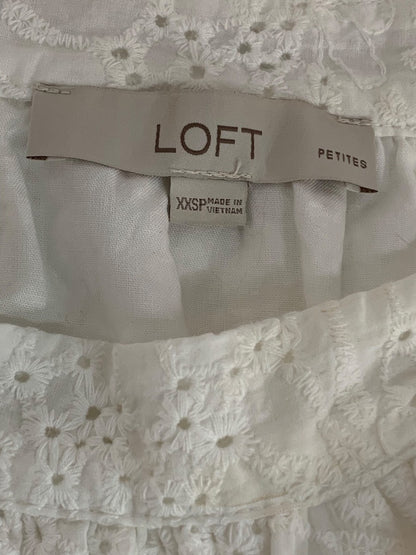 LOFT
PETITES
XXSP MADE IN
VIETNAM